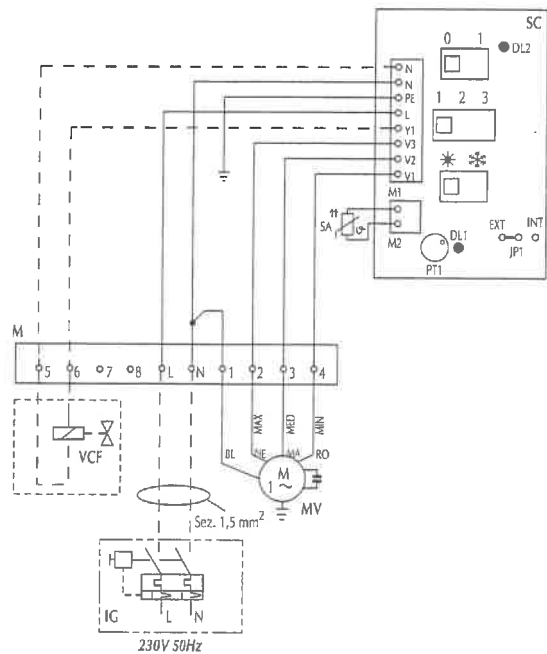 SC
0 1
DL2
N
N
PE
L
Y1
V3
V2
V1
1 2 3
M1
M2
SA
ϑ
DL1
PT1
EXT
INT
JP1
M
5 6 7 8 L N 1 2 3 4
VCF
MAX
MED
MIN
BL
NE
MA
RO
M
1 ~
MV
Sez. 1,5 mm²
IG
L N
230V 50Hz